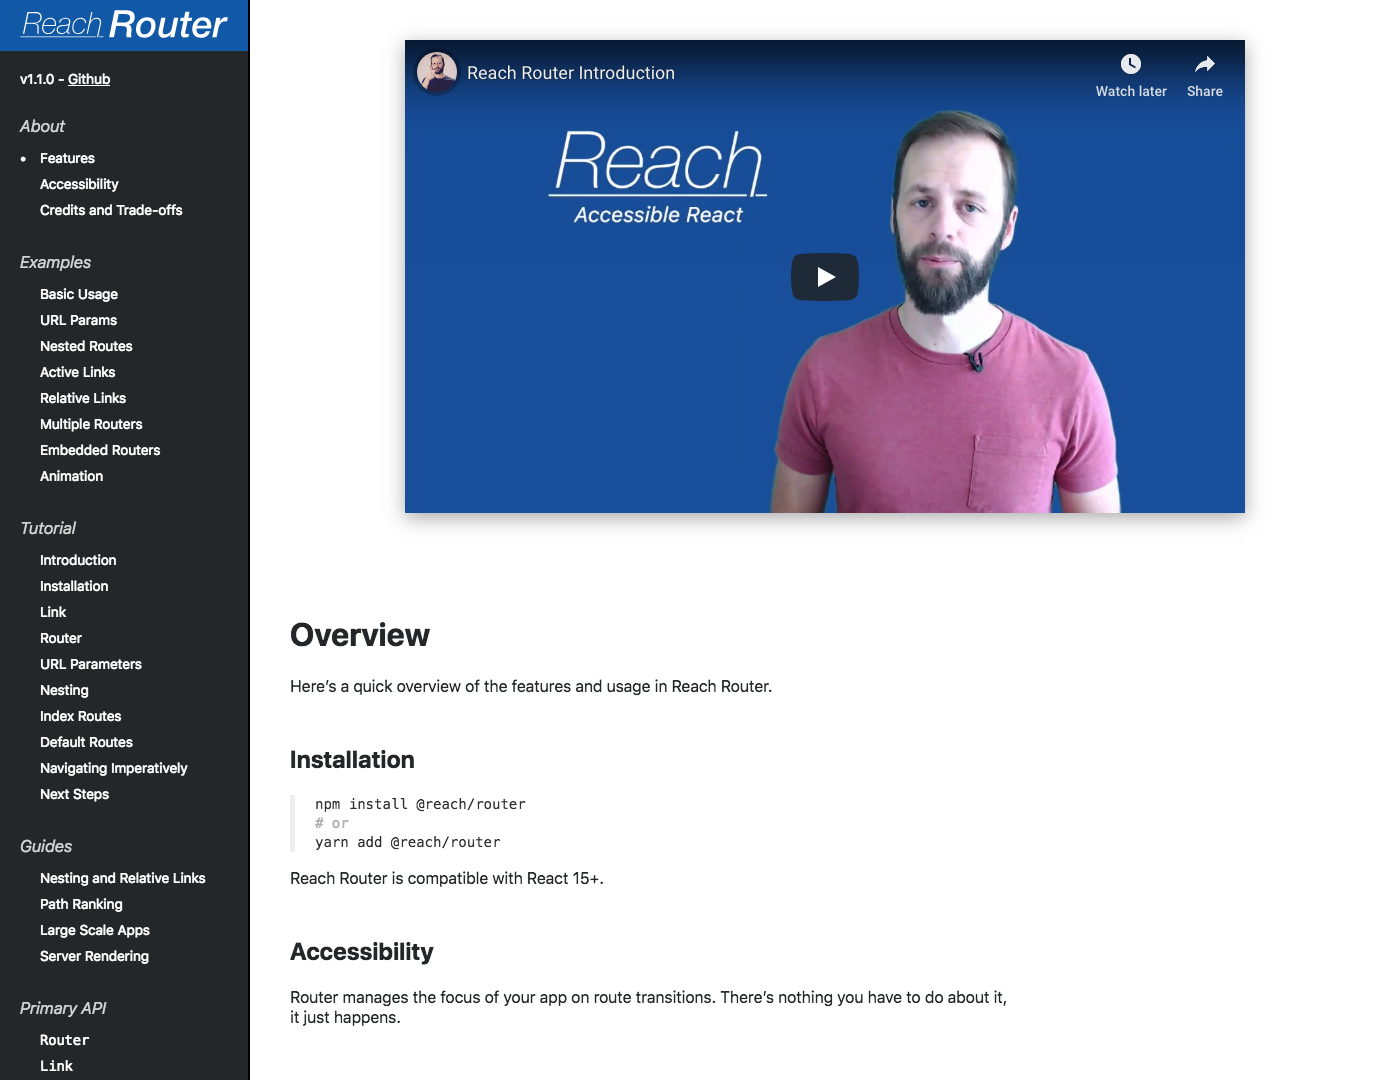 Reach Router
v1.1.0 - Github
About
• Features
Accessibility
Credits and Trade-offs
Examples
Basic Usage
URL Params
Nested Routes
Active Links
Relative Links
Multiple Routers
Embedded Routers
Animation
Tutorial
Introduction
Installation
Link
Router
URL Parameters
Nesting
Index Routes
Default Routes
Navigating Imperatively
Next Steps
Guides
Nesting and Relative Links
Path Ranking
Large Scale Apps
Server Rendering
Primary API
Router
Link
Reach Router Introduction
Watch later
Share
Reach
Accessible React
Overview
Here’s a quick overview of the features and usage in Reach Router.
Installation
npm install @reach/router
# or
yarn add @reach/router
Reach Router is compatible with React 15+.
Accessibility
Router manages the focus of your app on route transitions. There’s nothing you have to do about it,
it just happens.